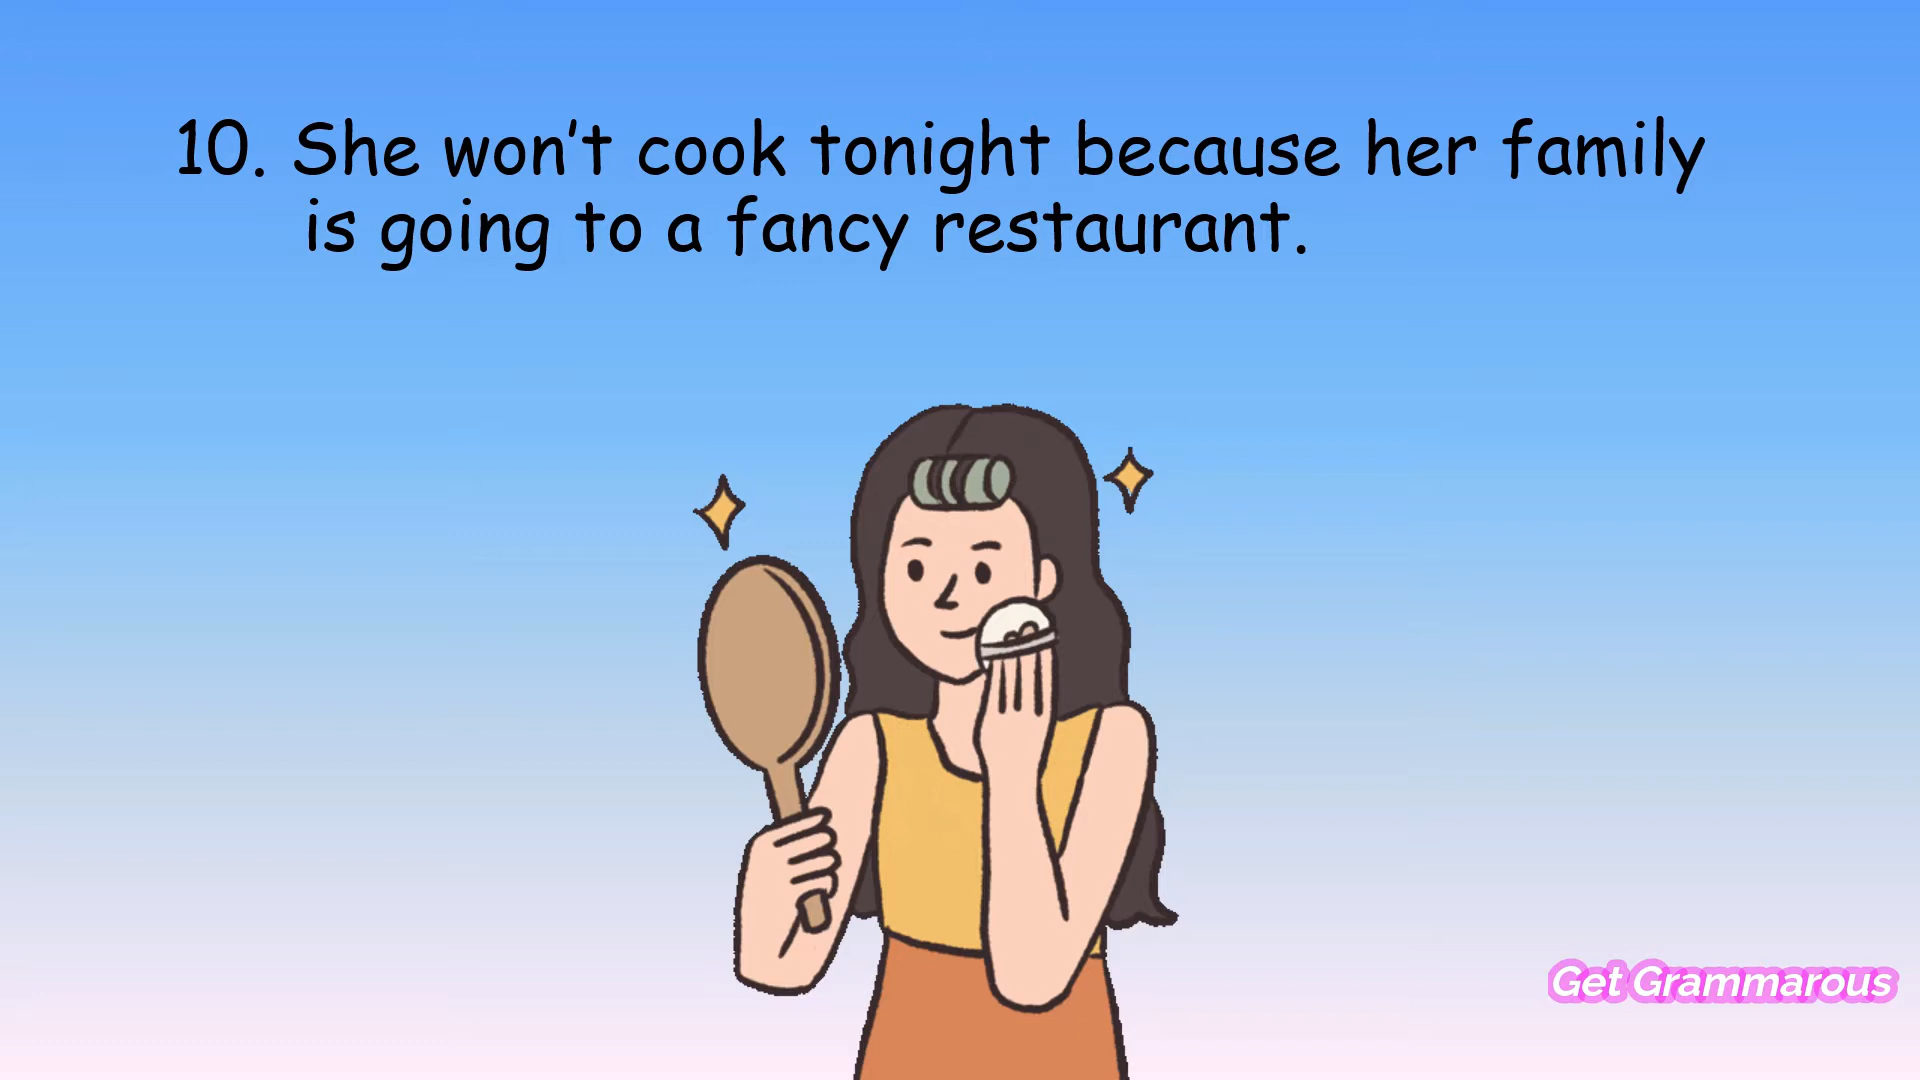 10. She won't cook tonight because her family
is going to a fancy restaurant.
Get Grammarous